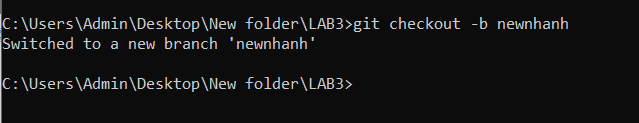 C:\Users\Admin\Desktop\New folder\LAB3>git checkout -b newnhanh
Switched to a new branch 'newnhanh'
C:\Users\Admin\Desktop\New folder\LAB3>